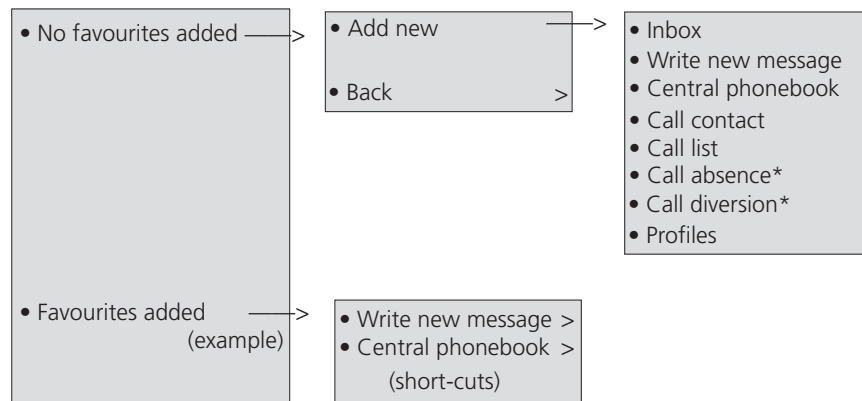 • No favourites added >
• Add new >
• Back >
• Inbox
• Write new message
• Central phonebook
• Call contact
• Call list
• Call absence*
• Call diversion*
• Profiles
• Favourites added >
(example)
• Write new message >
• Central phonebook >
(short-cuts)